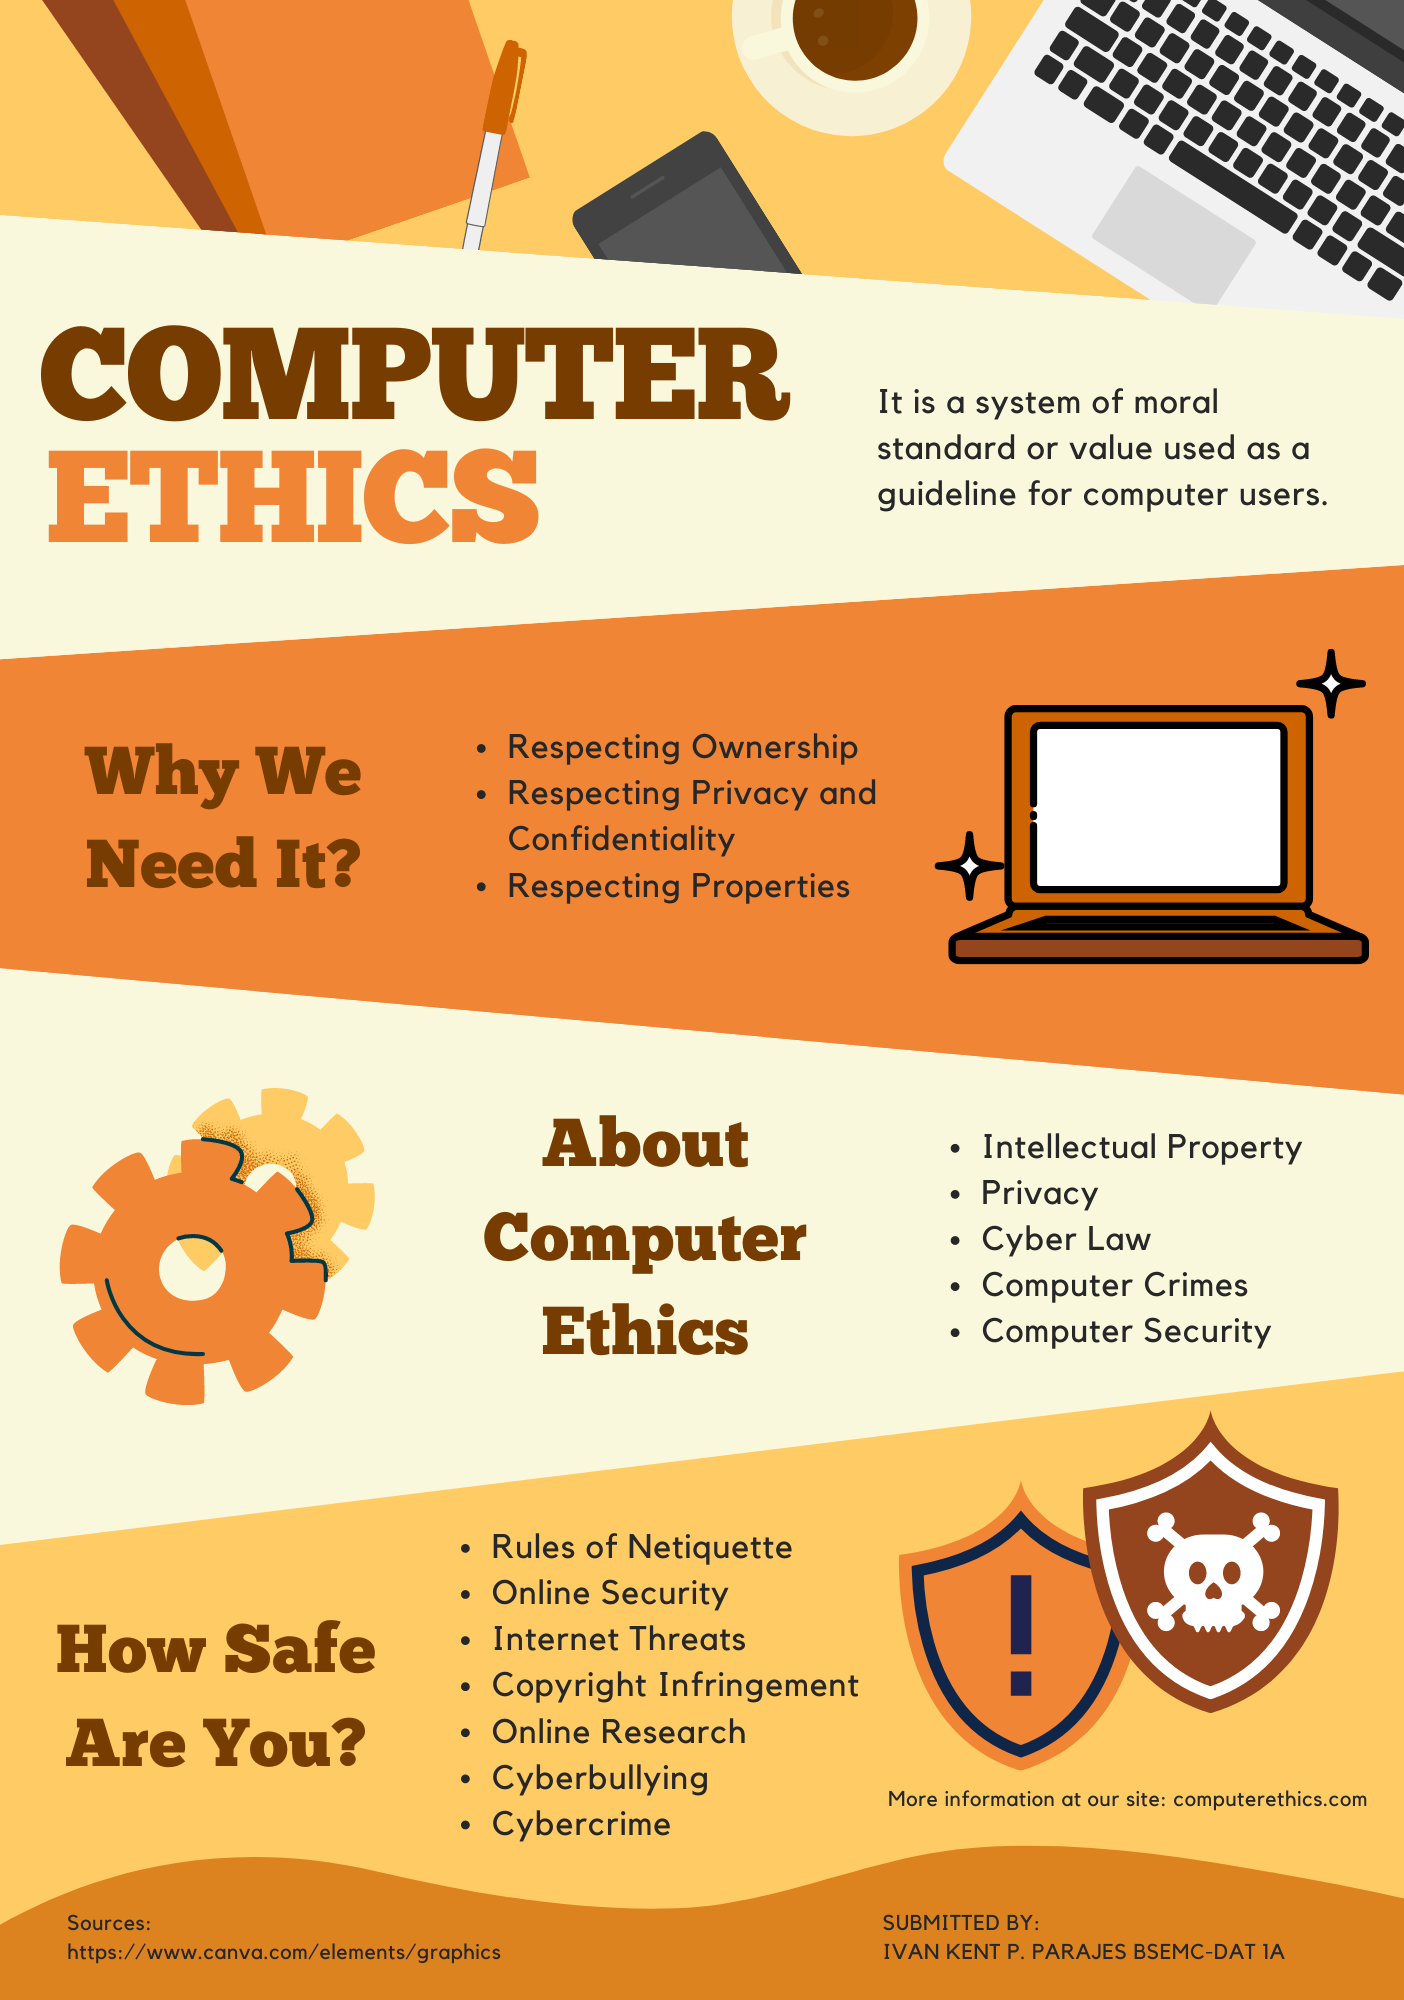 COMPUTER
ETHICS
It is a system of moral
standard or value used as a
guideline for computer users.
Why We
Need It?
• Respecting Ownership
• Respecting Privacy and
Confidentiality
• Respecting Properties
About
Computer
Ethics
• Intellectual Property
• Privacy
• Cyber Law
• Computer Crimes
• Computer Security
How Safe
Are You?
• Rules of Netiquette
• Online Security
• Internet Threats
• Copyright Infringement
• Online Research
• Cyberbullying
• Cybercrime
!
More information at our site: computerethics.com
Sources:
https://www.canva.com/elements/graphics
SUBMITTED BY:
IVAN KENT P. PARAJES BSEMC-DAT 1A